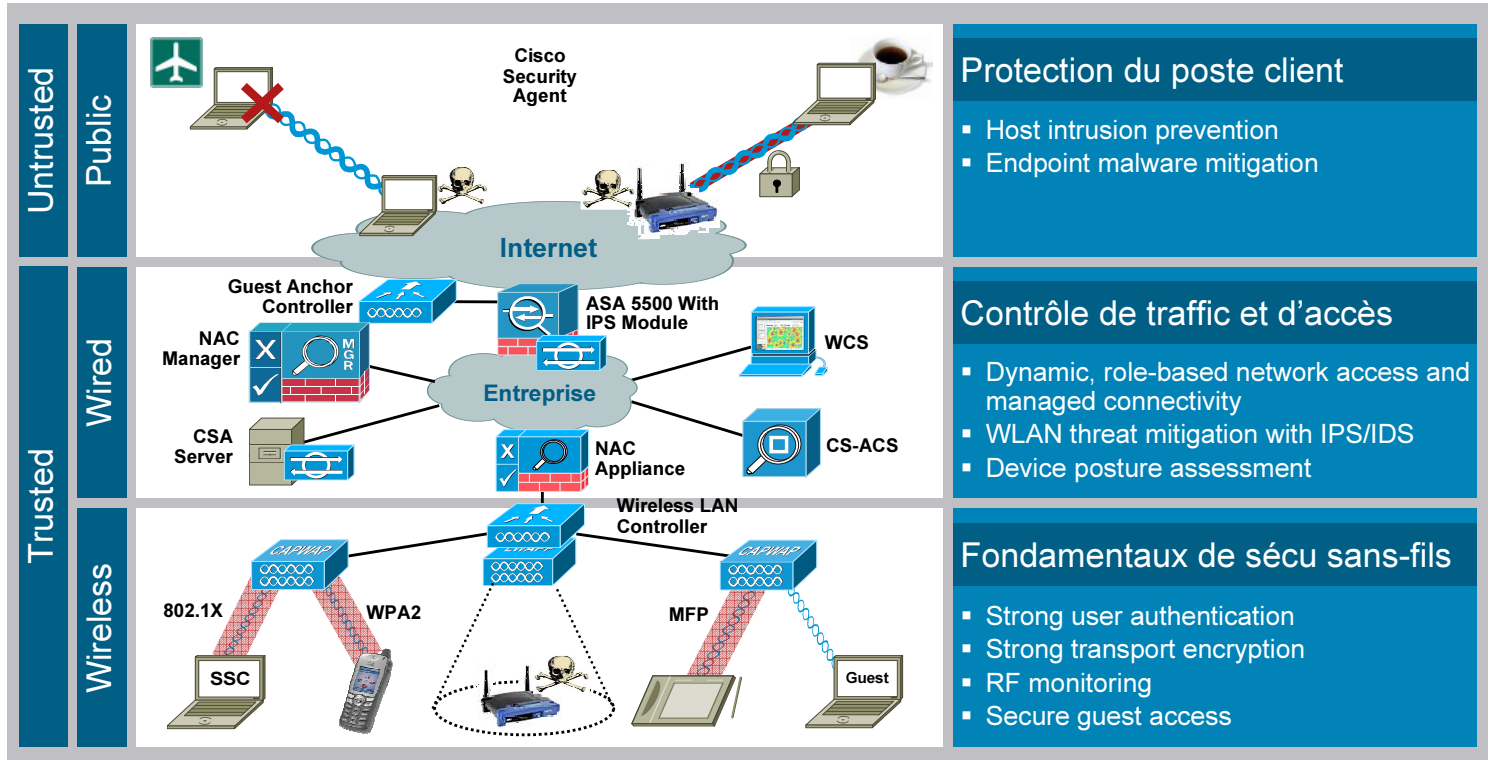 Untrusted
Public
Cisco
Security
Agent
Internet
Protection du poste client
▪ Host intrusion prevention
▪ Endpoint malware mitigation
Trusted
Wired
Guest Anchor
Controller
ASA 5500 With
IPS Module
NAC
Manager
X
MGR
WCS
Entreprise
CSA
Server
X
NAC
Appliance
CS-ACS
Contrôle de traffic et d’accès
▪ Dynamic, role-based network access and
managed connectivity
▪ WLAN threat mitigation with IPS/IDS
▪ Device posture assessment
Wireless
Wireless LAN
Controller
CAPWAP
LWAPP
CAPWAP
802.1X
WPA2
MFP
SSC
Guest
Fondamentaux de sécu sans-fils
▪ Strong user authentication
▪ Strong transport encryption
▪ RF monitoring
▪ Secure guest access